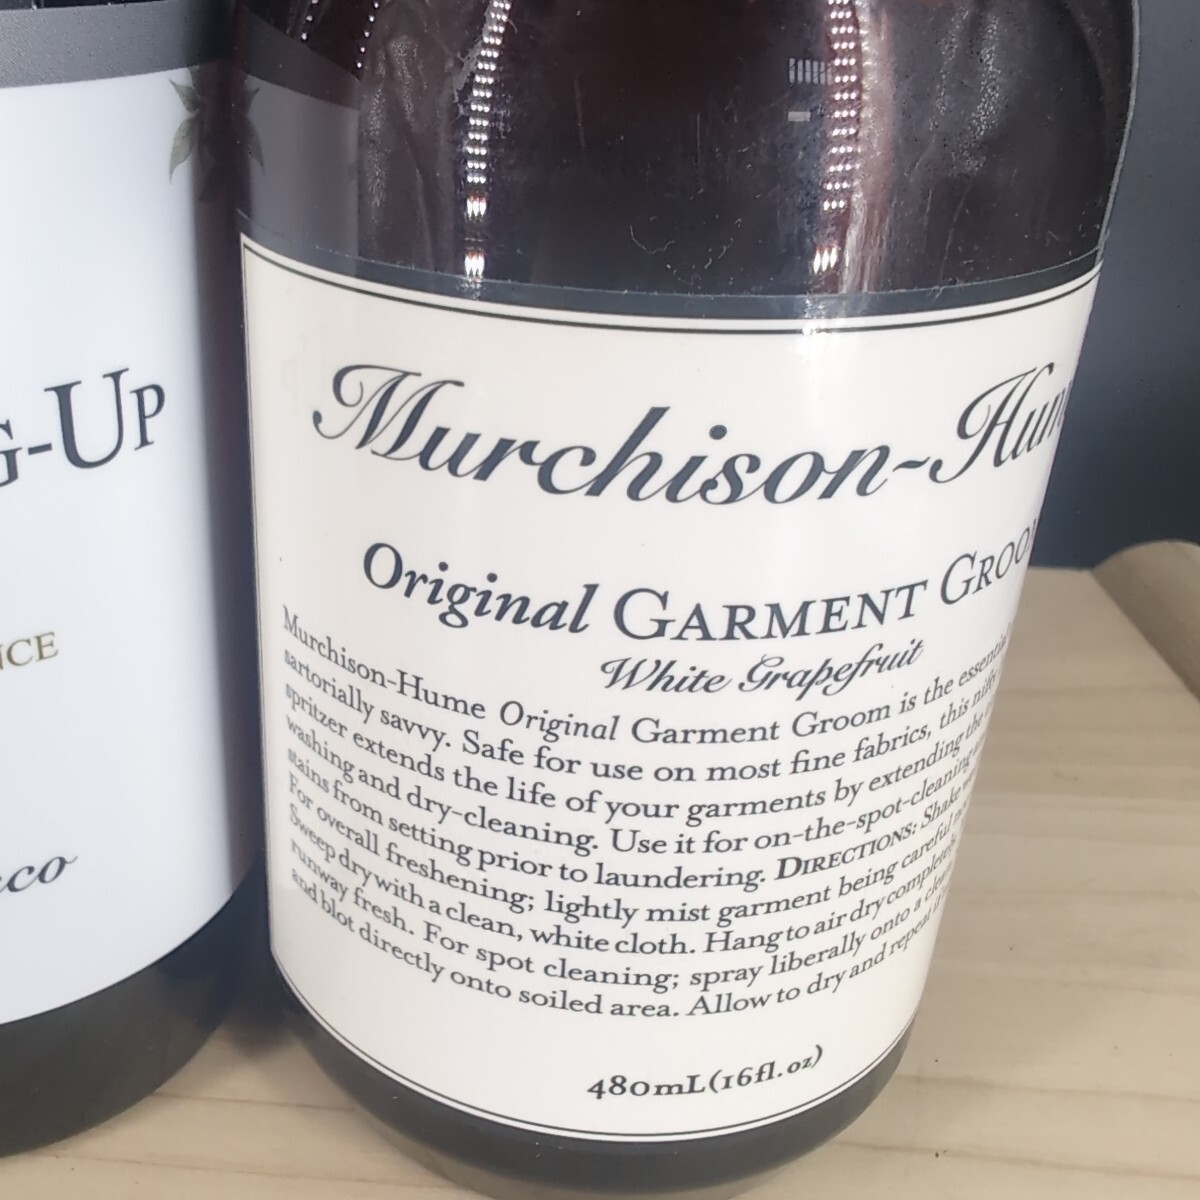 G-Up
Murchison-Hum
Original Garment Groom
White Grapefruit
Murchison-Hume Original Garment Groom is the essential
sartorially savvy. Safe for use on most fine fabrics, this nifty
spritzer extends the life of your garments by extending the
washing and dry-cleaning. Use it for on-the-spot-cleaning
stains from setting prior to laundering. Directions: Shake
For overall freshening; lightly mist garment being careful
Sweep dry with a clean, white cloth. Hang to air dry completely
runway fresh. For spot cleaning; spray liberally onto a clean
and blot directly onto soiled area. Allow to dry and repeat if
480mL(16fl.oz)